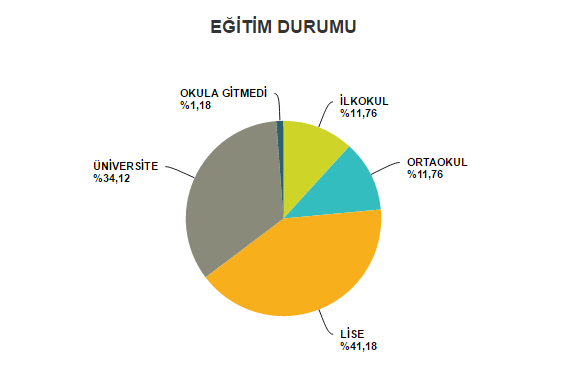 EĞİTİM DURUMU
OKULA GİTMEDİ
%1,18
İLKOKUL
%11,76
ÜNİVERSİTE
%34,12
ORTAOKUL
%11,76
LİSE
%41,18